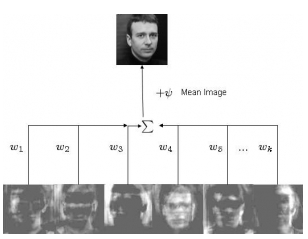 +ψ Mean Image
∑
w₁ w₂ w₃ w₄ w₅ ... wₖ